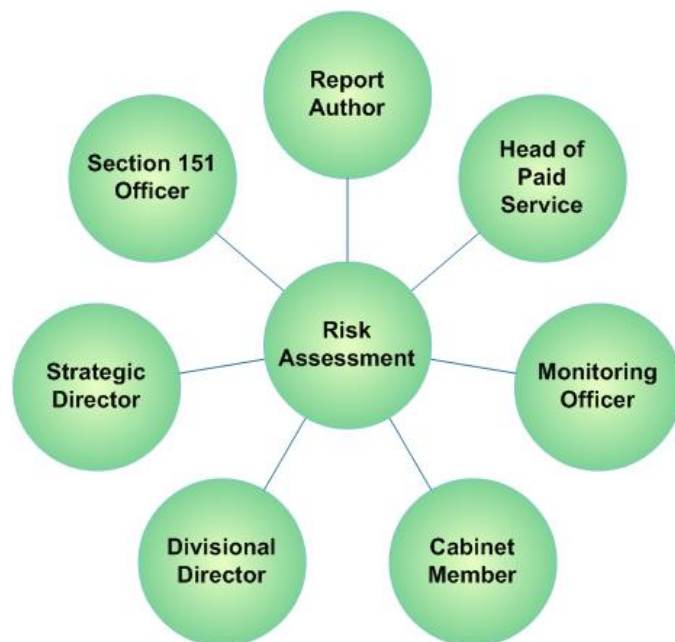 Report
Author
Head of
Paid
Service
Section 151
Officer
Risk
Assessment
Strategic
Director
Monitoring
Officer
Divisional
Director
Cabinet
Member